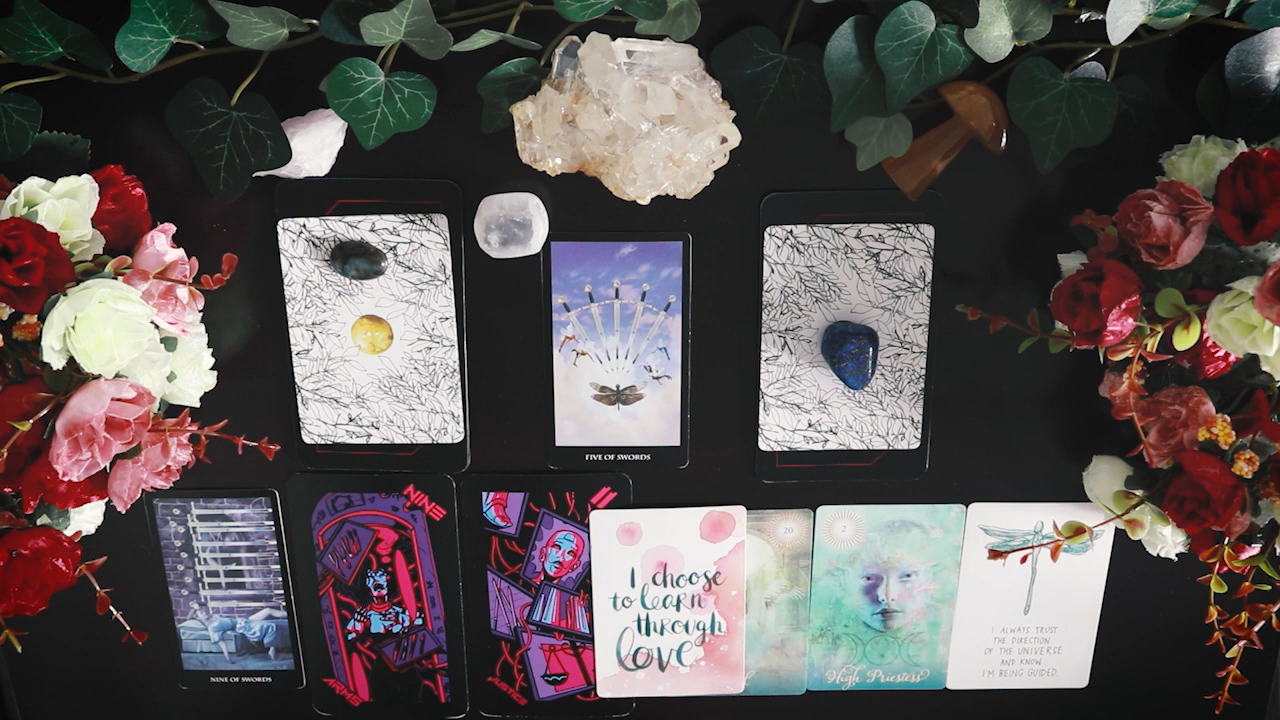 FIVE OF SWORDS
NINE OF SWORDS
NINE
ARMS
II
JUSTICE
I choose
to learn
through
love
20
2
High Priestess
I ALWAYS TRUST
THE DIRECTION
OF THE UNIVERSE
AND KNOW
I'M BEING GUIDED.